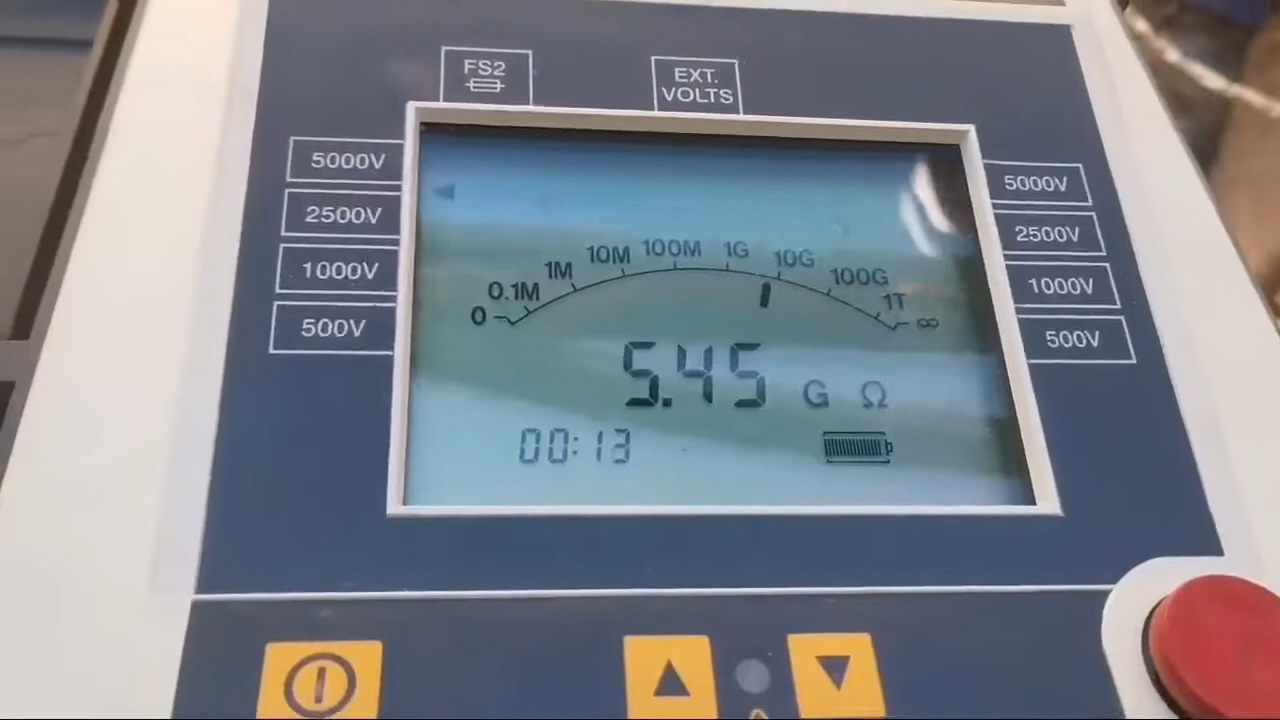 FS2
EXT.
VOLTS
5000V
2500V
1000V
500V
5000V
2500V
1000V
500V
0 0.1M 1M 10M 100M 1G 10G 100G 1T ∞
5.45 G Ω
00:13